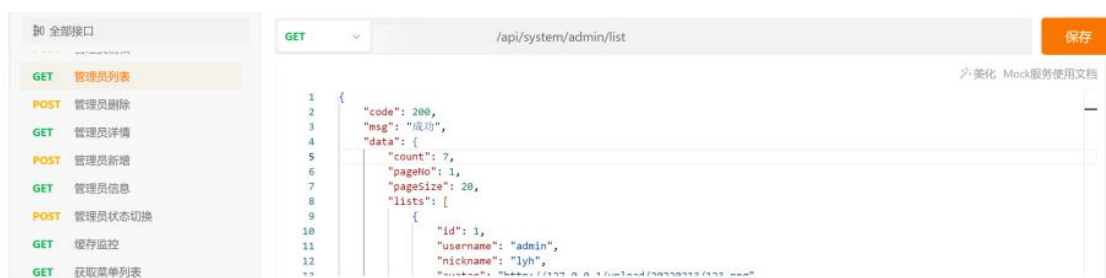 全部接口
GET 管理员列表
POST 管理员删除
GET 管理员详情
POST 管理员新增
GET 管理员信息
POST 管理员状态切换
GET 缓存监控
GET 获取菜单列表
GET /api/system/admin/list 保存
美化 Mock服务使用文档
1 {
2 "code": 200,
3 "msg": "成功",
4 "data": {
5 "count": 7,
6 "pageNo": 1,
7 "pageSize": 20,
8 "lists": [
9 {
10 "id": 1,
11 "username": "admin",
12 "nickname": "lyh",